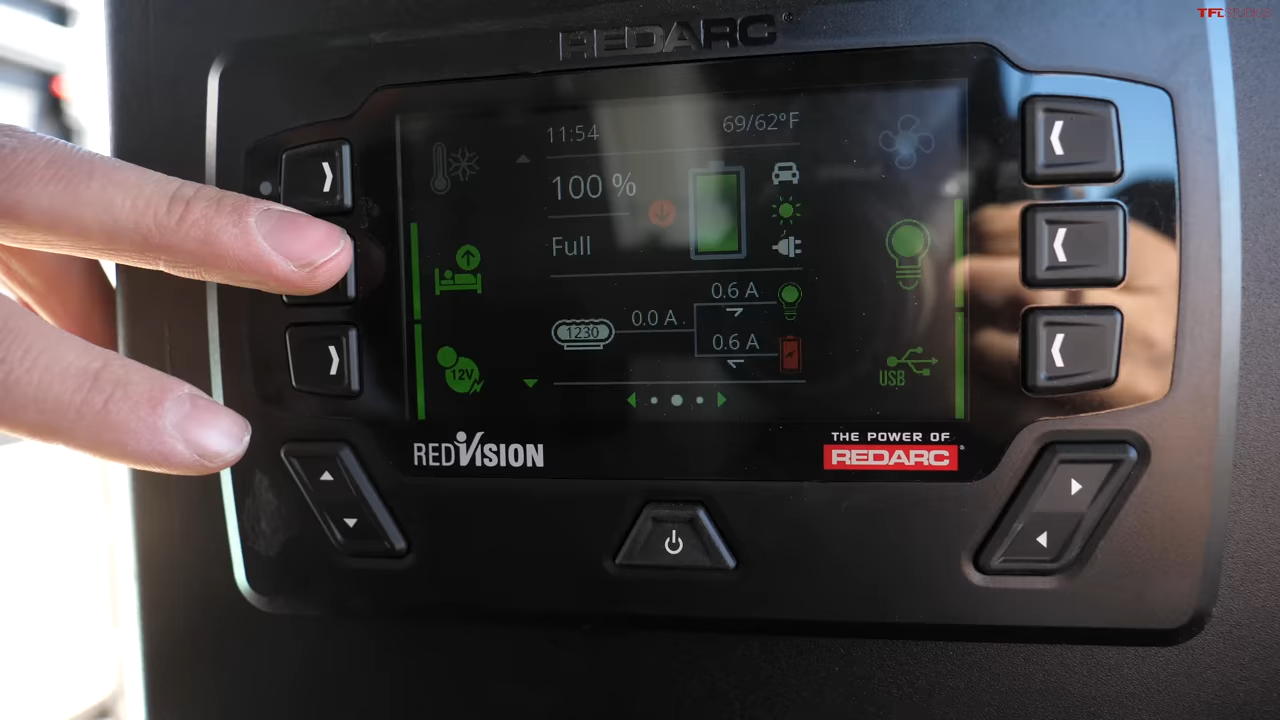 TFLSTUDIOS
REDARC®
11:54
69/62°F
100 %
Full
0.6 A
1230
0.0 A
0.6 A
12V
USB
REDVISION
THE POWER OF
REDARC®